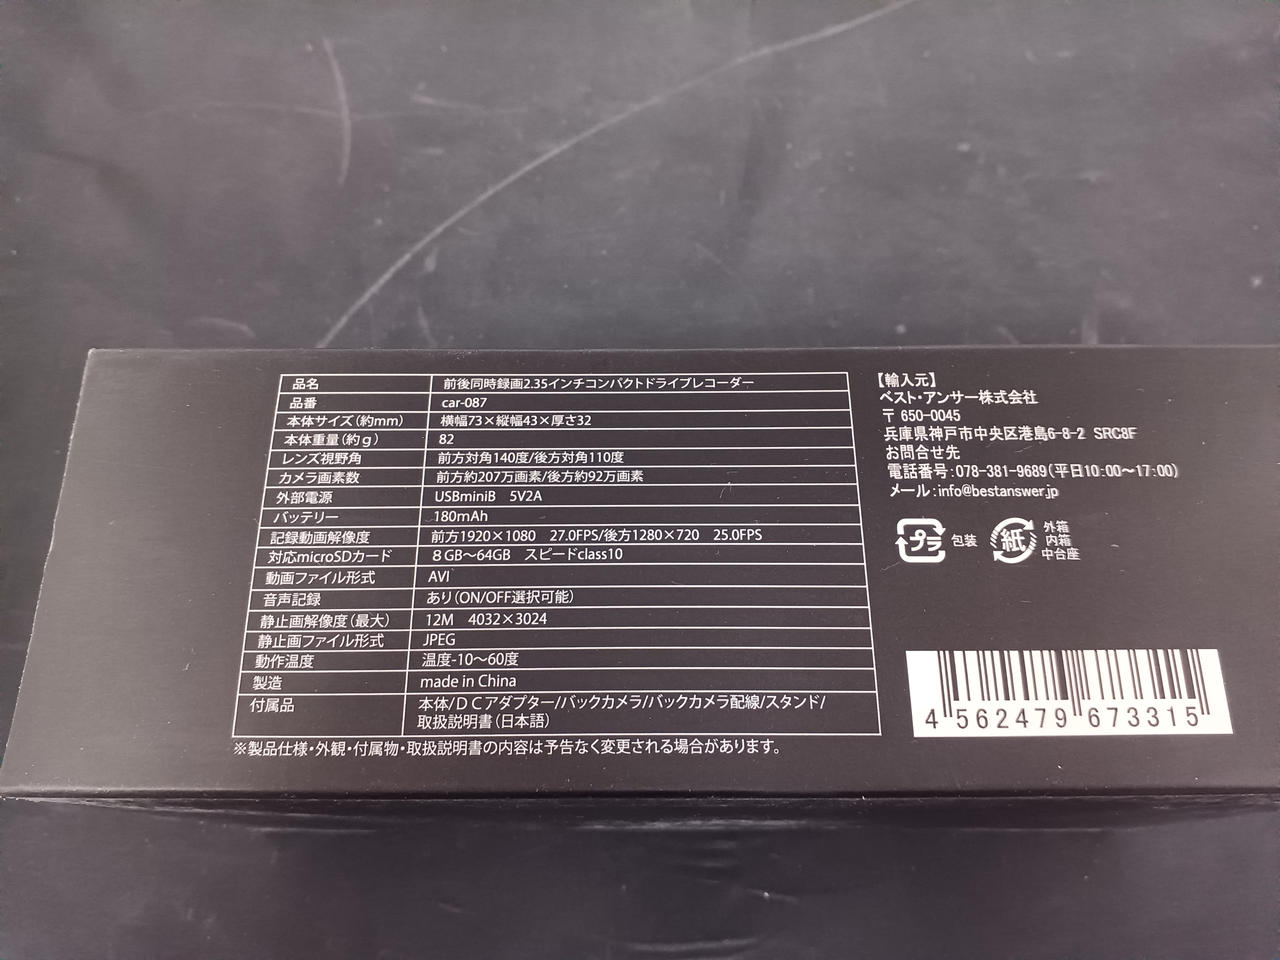 品名 前後同時録画2.35インチコンパクトドライブレコーダー
品番 car-087
本体サイズ(約mm) 横幅73×縦幅43×厚さ32
本体重量(約g) 82
レンズ視野角 前方対角140度/後方対角110度
カメラ画素数 前方約207万画素/後方約92万画素
外部電源 USBminiB 5V2A
バッテリー 180mAh
記録動画解像度 前方1920×1080 27.0FPS/後方1280×720 25.0FPS
対応microSDカード 8GB〜64GB スピードclass10
動画ファイル形式 AVI
音声記録 あり(ON/OFF選択可能)
静止画解像度(最大) 12M 4032×3024
静止画ファイル形式 JPEG
動作温度 温度-10〜60度
製造 made in China
付属品 本体/DCアダプター/バックカメラ/バックカメラ配線/スタンド/
取扱説明書(日本語)
※製品仕様・外観・付属物・取扱説明書の内容は予告なく変更される場合があります。
【輸入元】
ベスト・アンサー株式会社
〒650-0045
兵庫県神戸市中央区港島6-8-2 SRC8F
お問合せ先
電話番号:078-381-9689(平日10:00〜17:00)
メール:info@bestanswer.jp
プラ 包装
紙 外箱
内箱
中台座
4 562479 673315